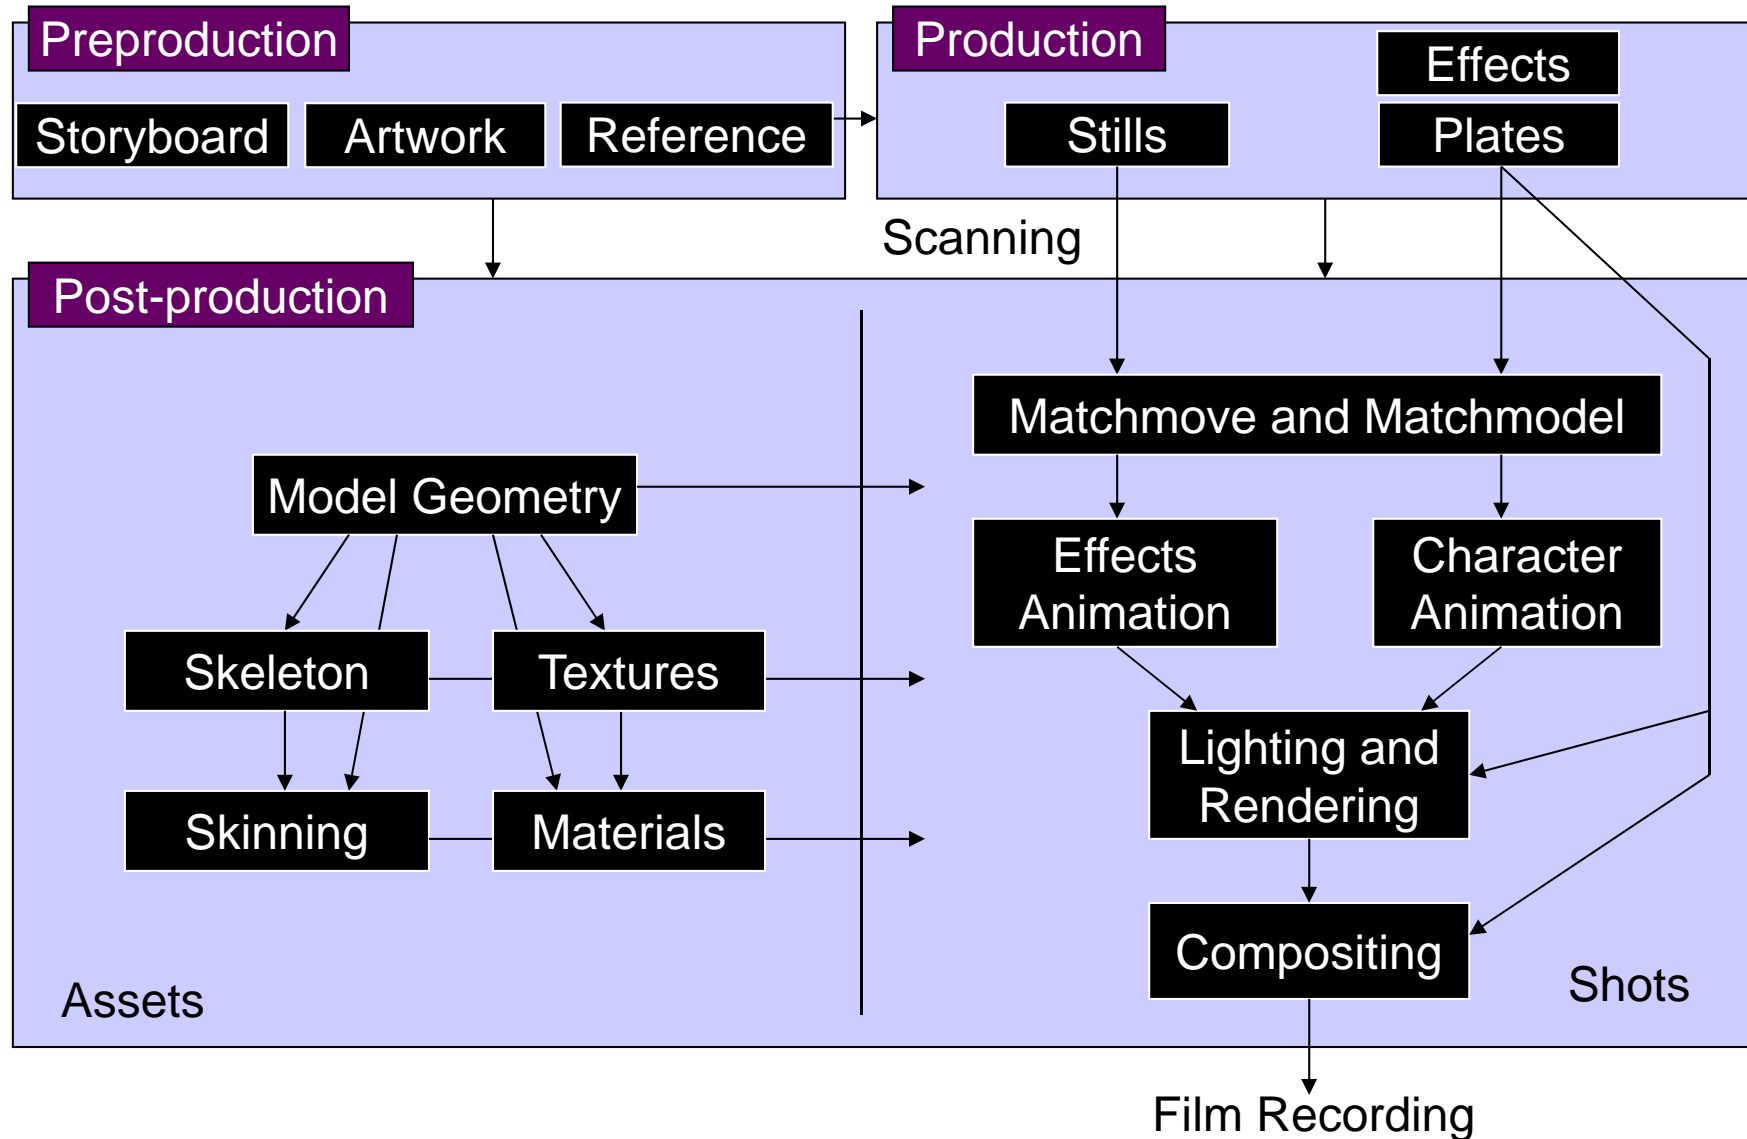 Preproduction
Storyboard
Artwork
Reference
Production
Effects
Stills
Plates
Scanning
Post-production
Matchmove and Matchmodel
Model Geometry
Effects
Animation
Character
Animation
Skeleton
Textures
Lighting and
Rendering
Skinning
Materials
Compositing
Assets
Shots
Film Recording